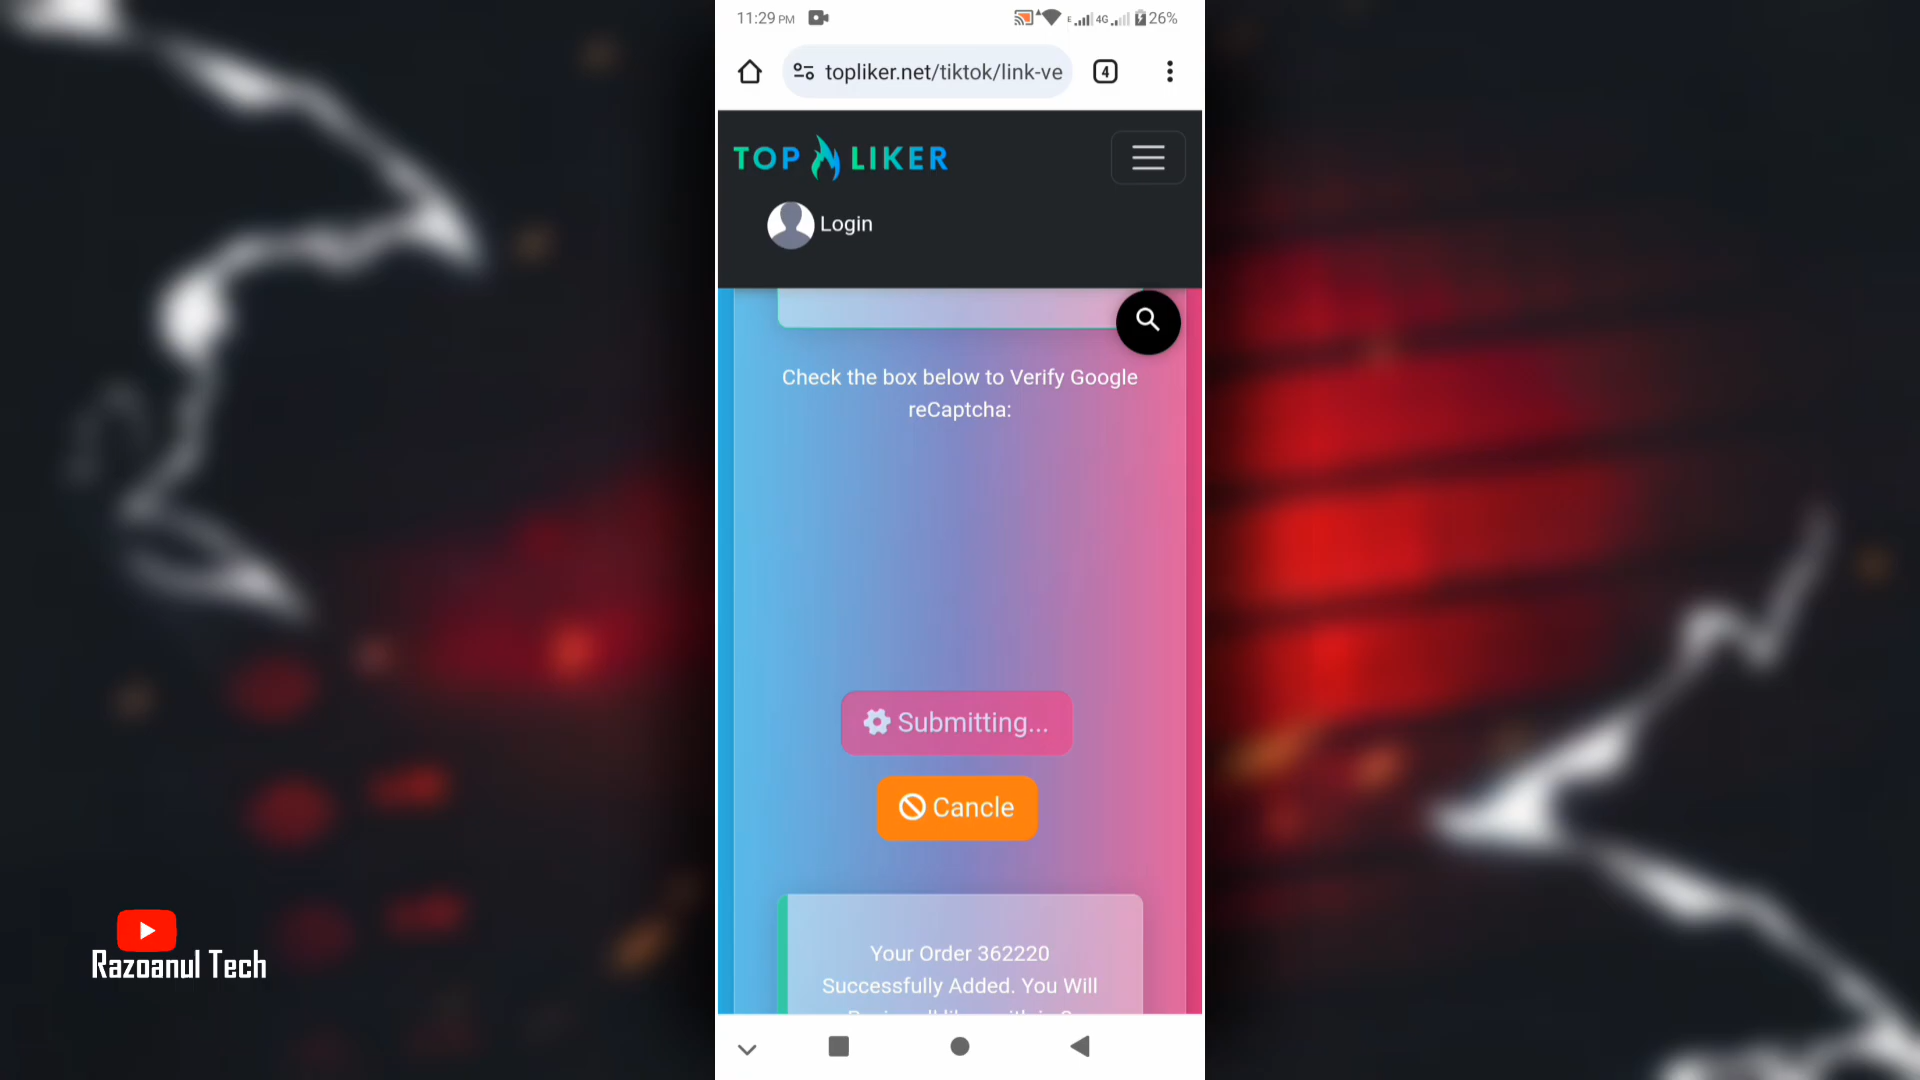 11:29 PM
E 4G 26%
topliker.net/tiktok/link-ve
4
TOP LIKER
Login
Check the box below to Verify Google
reCaptcha:
Submitting...
Cancle
Your Order 362220
Successfully Added. You Will
Razoanul Tech